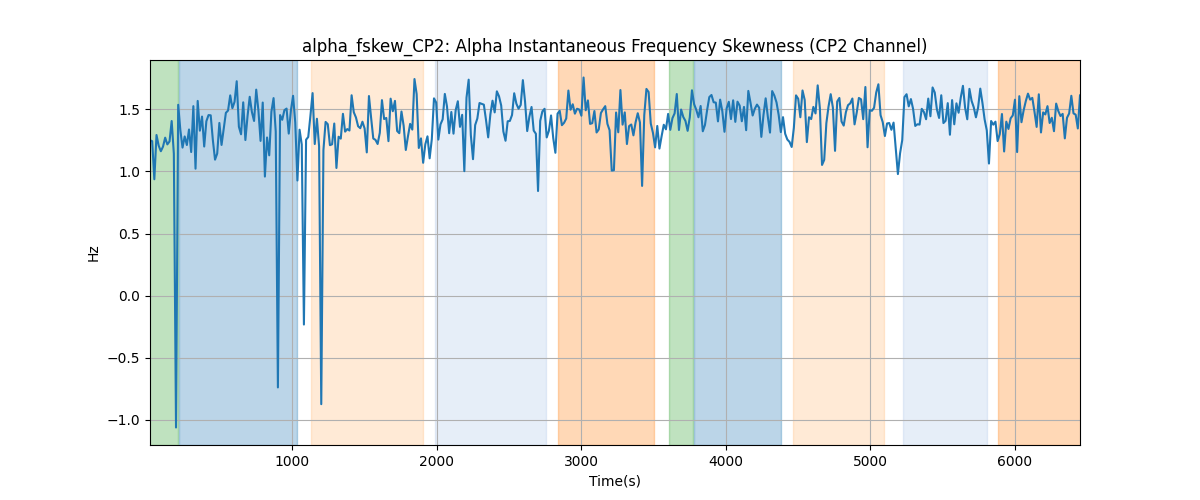 alpha_fskew_CP2: Alpha Instantaneous Frequency Skewness (CP2 Channel)
1.5
1.0
0.5
0.0
−0.5
−1.0
Hz
1000 2000 3000 4000 5000 6000
Time(s)